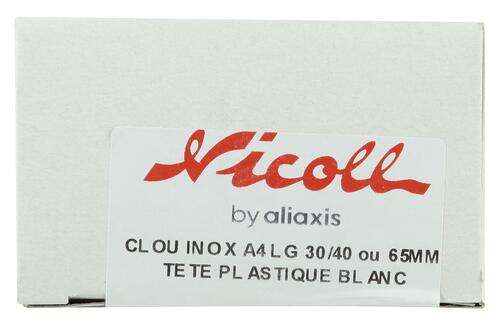 Nicoll
by aliaxis
CLOU INOX A4 LG 30/40 ou 65MM
TETE PLASTIQUE BLANC